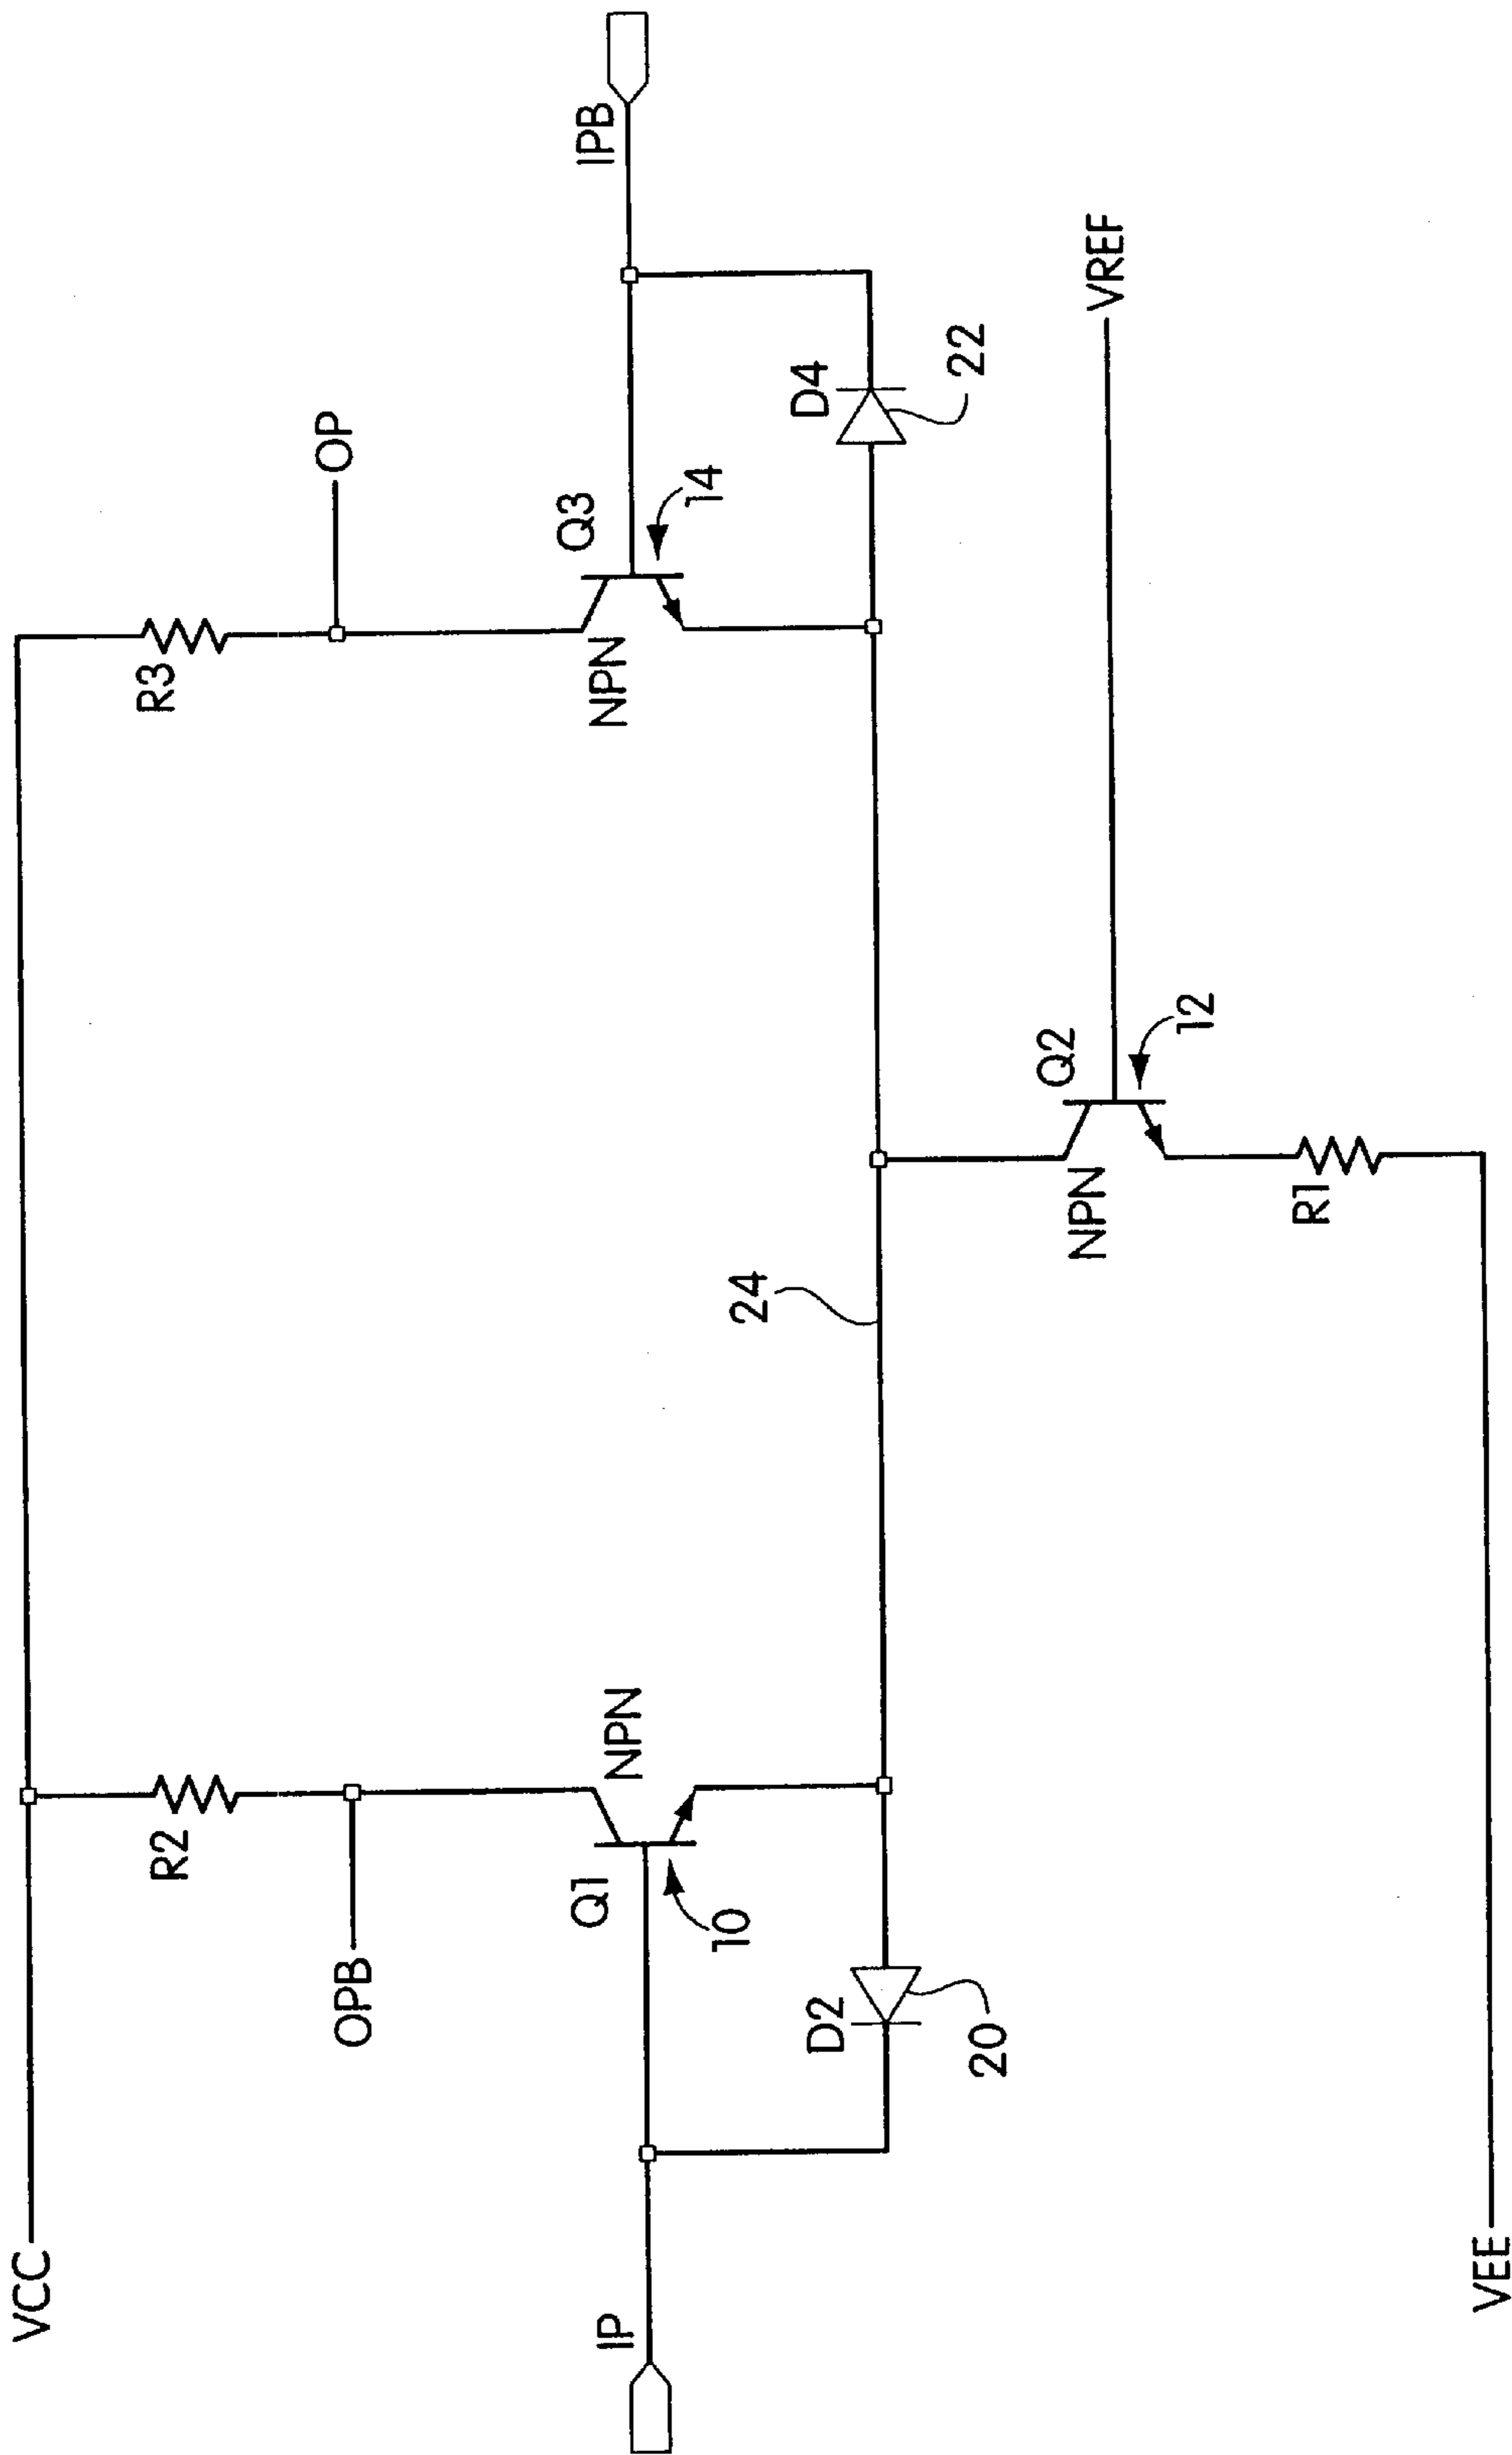 VCC
R2
R3
OPB
OP
IP
Q1
NPN
NPN
Q3
IPB
10
14
D2
24
D4
20
22
Q2
NPN
VREF
12
R1
VEE